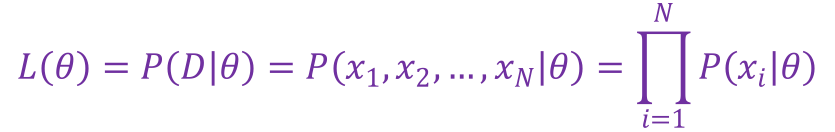 L(θ) = P(D|θ) = P(x₁, x₂, … , x_N|θ) = ∏_{i=1}^{N} P(x_i|θ)